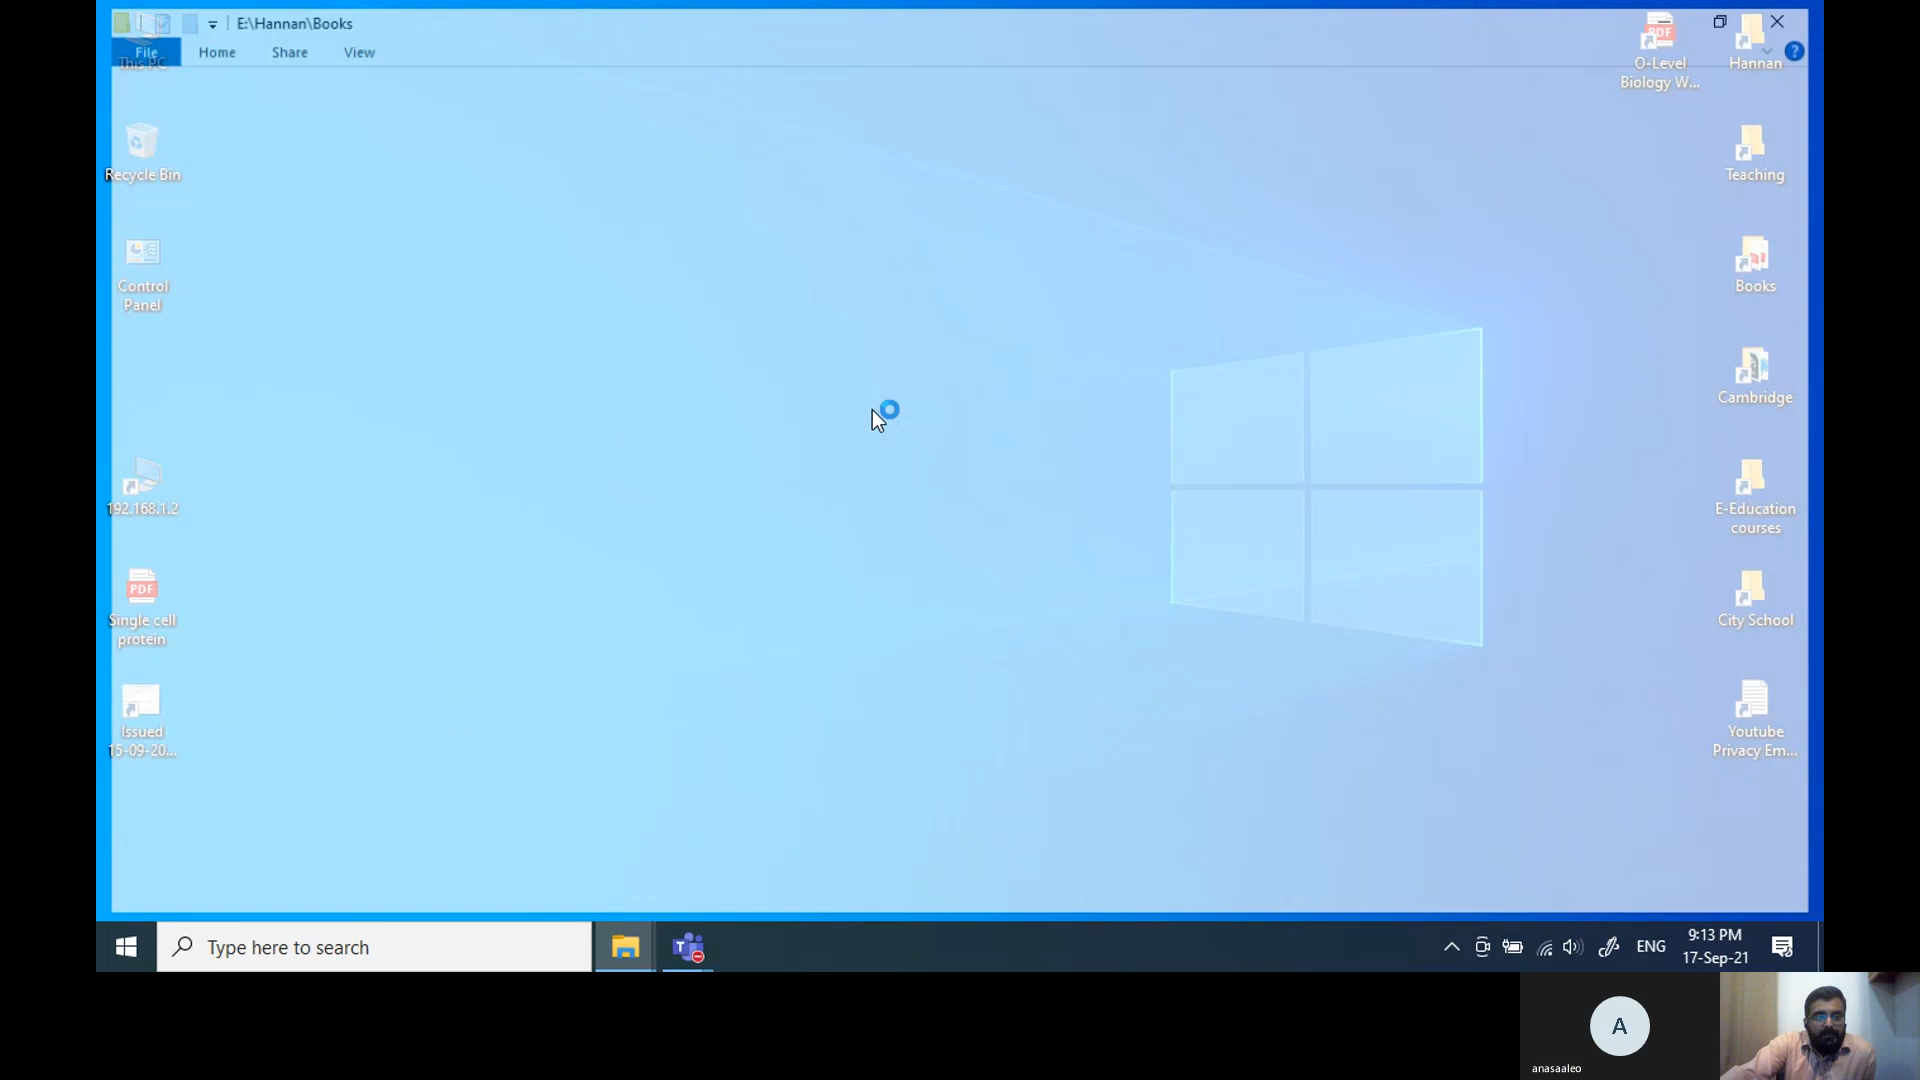 E:\Hannan\Books
File
Home
Share
View
This PC
Recycle Bin
Control
Panel
192.168.1.2
PDF
Single cell
protein
Issued
15-09-20...
PDF
O-Level
Biology W...
Hannan
?
Teaching
Books
Cambridge
E-Education
courses
City School
Youtube
Privacy Em...
Type here to search
T
ENG
9:13 PM
17-Sep-21
A
anasaaleo